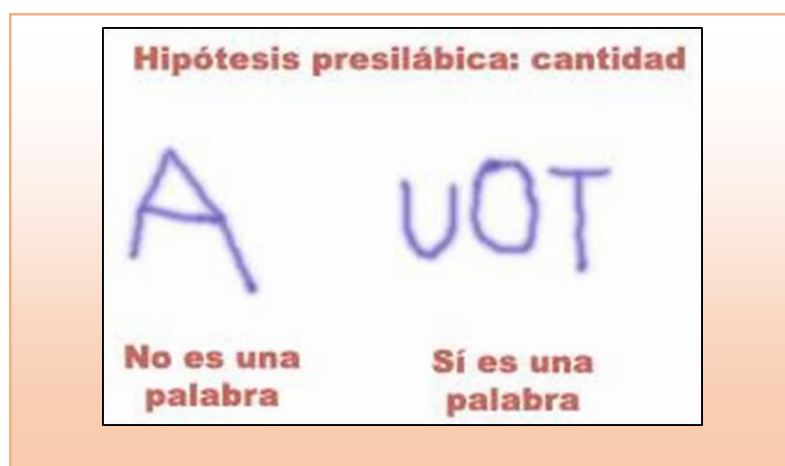 Hipótesis presilábica: cantidad
A UOT
No es una
palabra
Sí es una
palabra